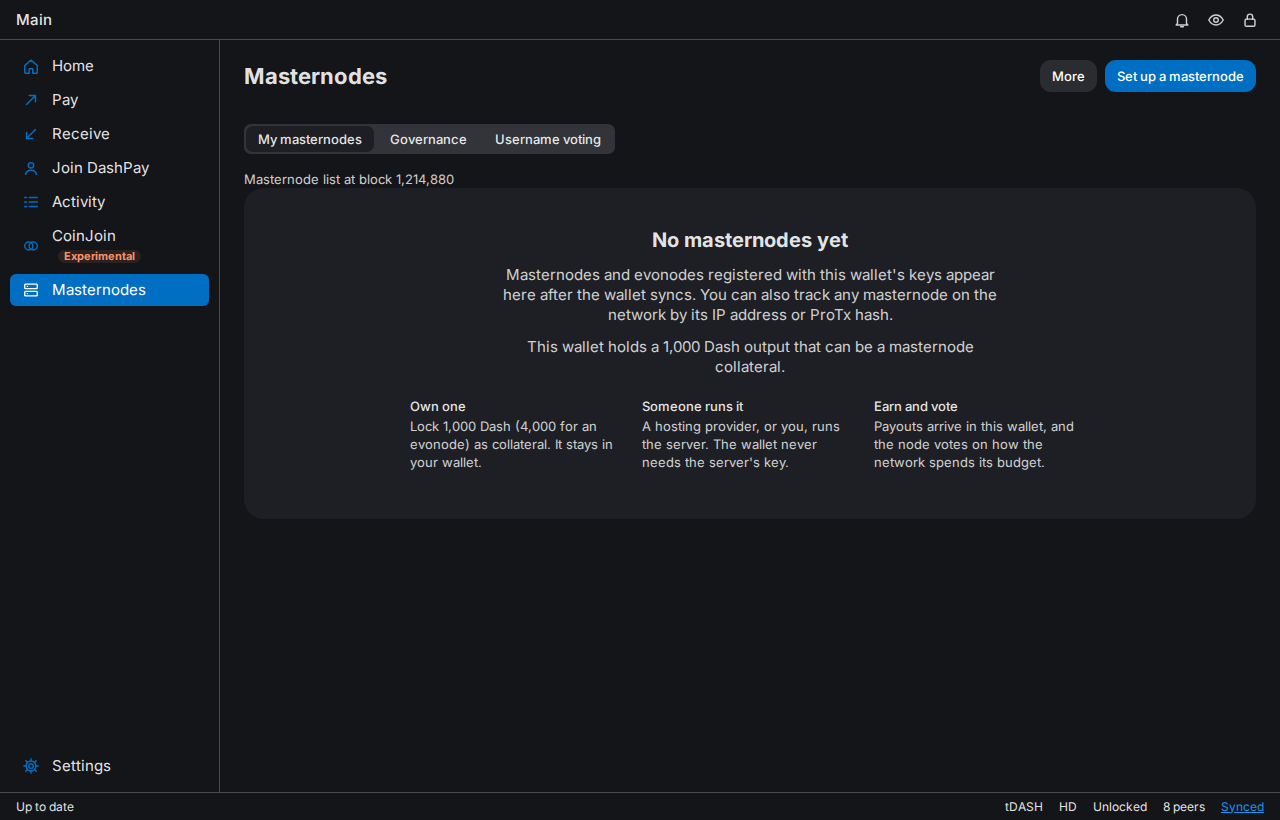 Main
Home
Pay
Receive
Join DashPay
Activity
CoinJoin
Experimental
Masternodes
Settings
Masternodes
More
Set up a masternode
My masternodes
Governance
Username voting
Masternode list at block 1,214,880
No masternodes yet
Masternodes and evonodes registered with this wallet's keys appear
here after the wallet syncs. You can also track any masternode on the
network by its IP address or ProTx hash.
This wallet holds a 1,000 Dash output that can be a masternode
collateral.
Own one
Lock 1,000 Dash (4,000 for an
evonode) as collateral. It stays in
your wallet.
Someone runs it
A hosting provider, or you, runs
the server. The wallet never
needs the server's key.
Earn and vote
Payouts arrive in this wallet, and
the node votes on how the
network spends its budget.
Up to date
tDASH
HD
Unlocked
8 peers
Synced